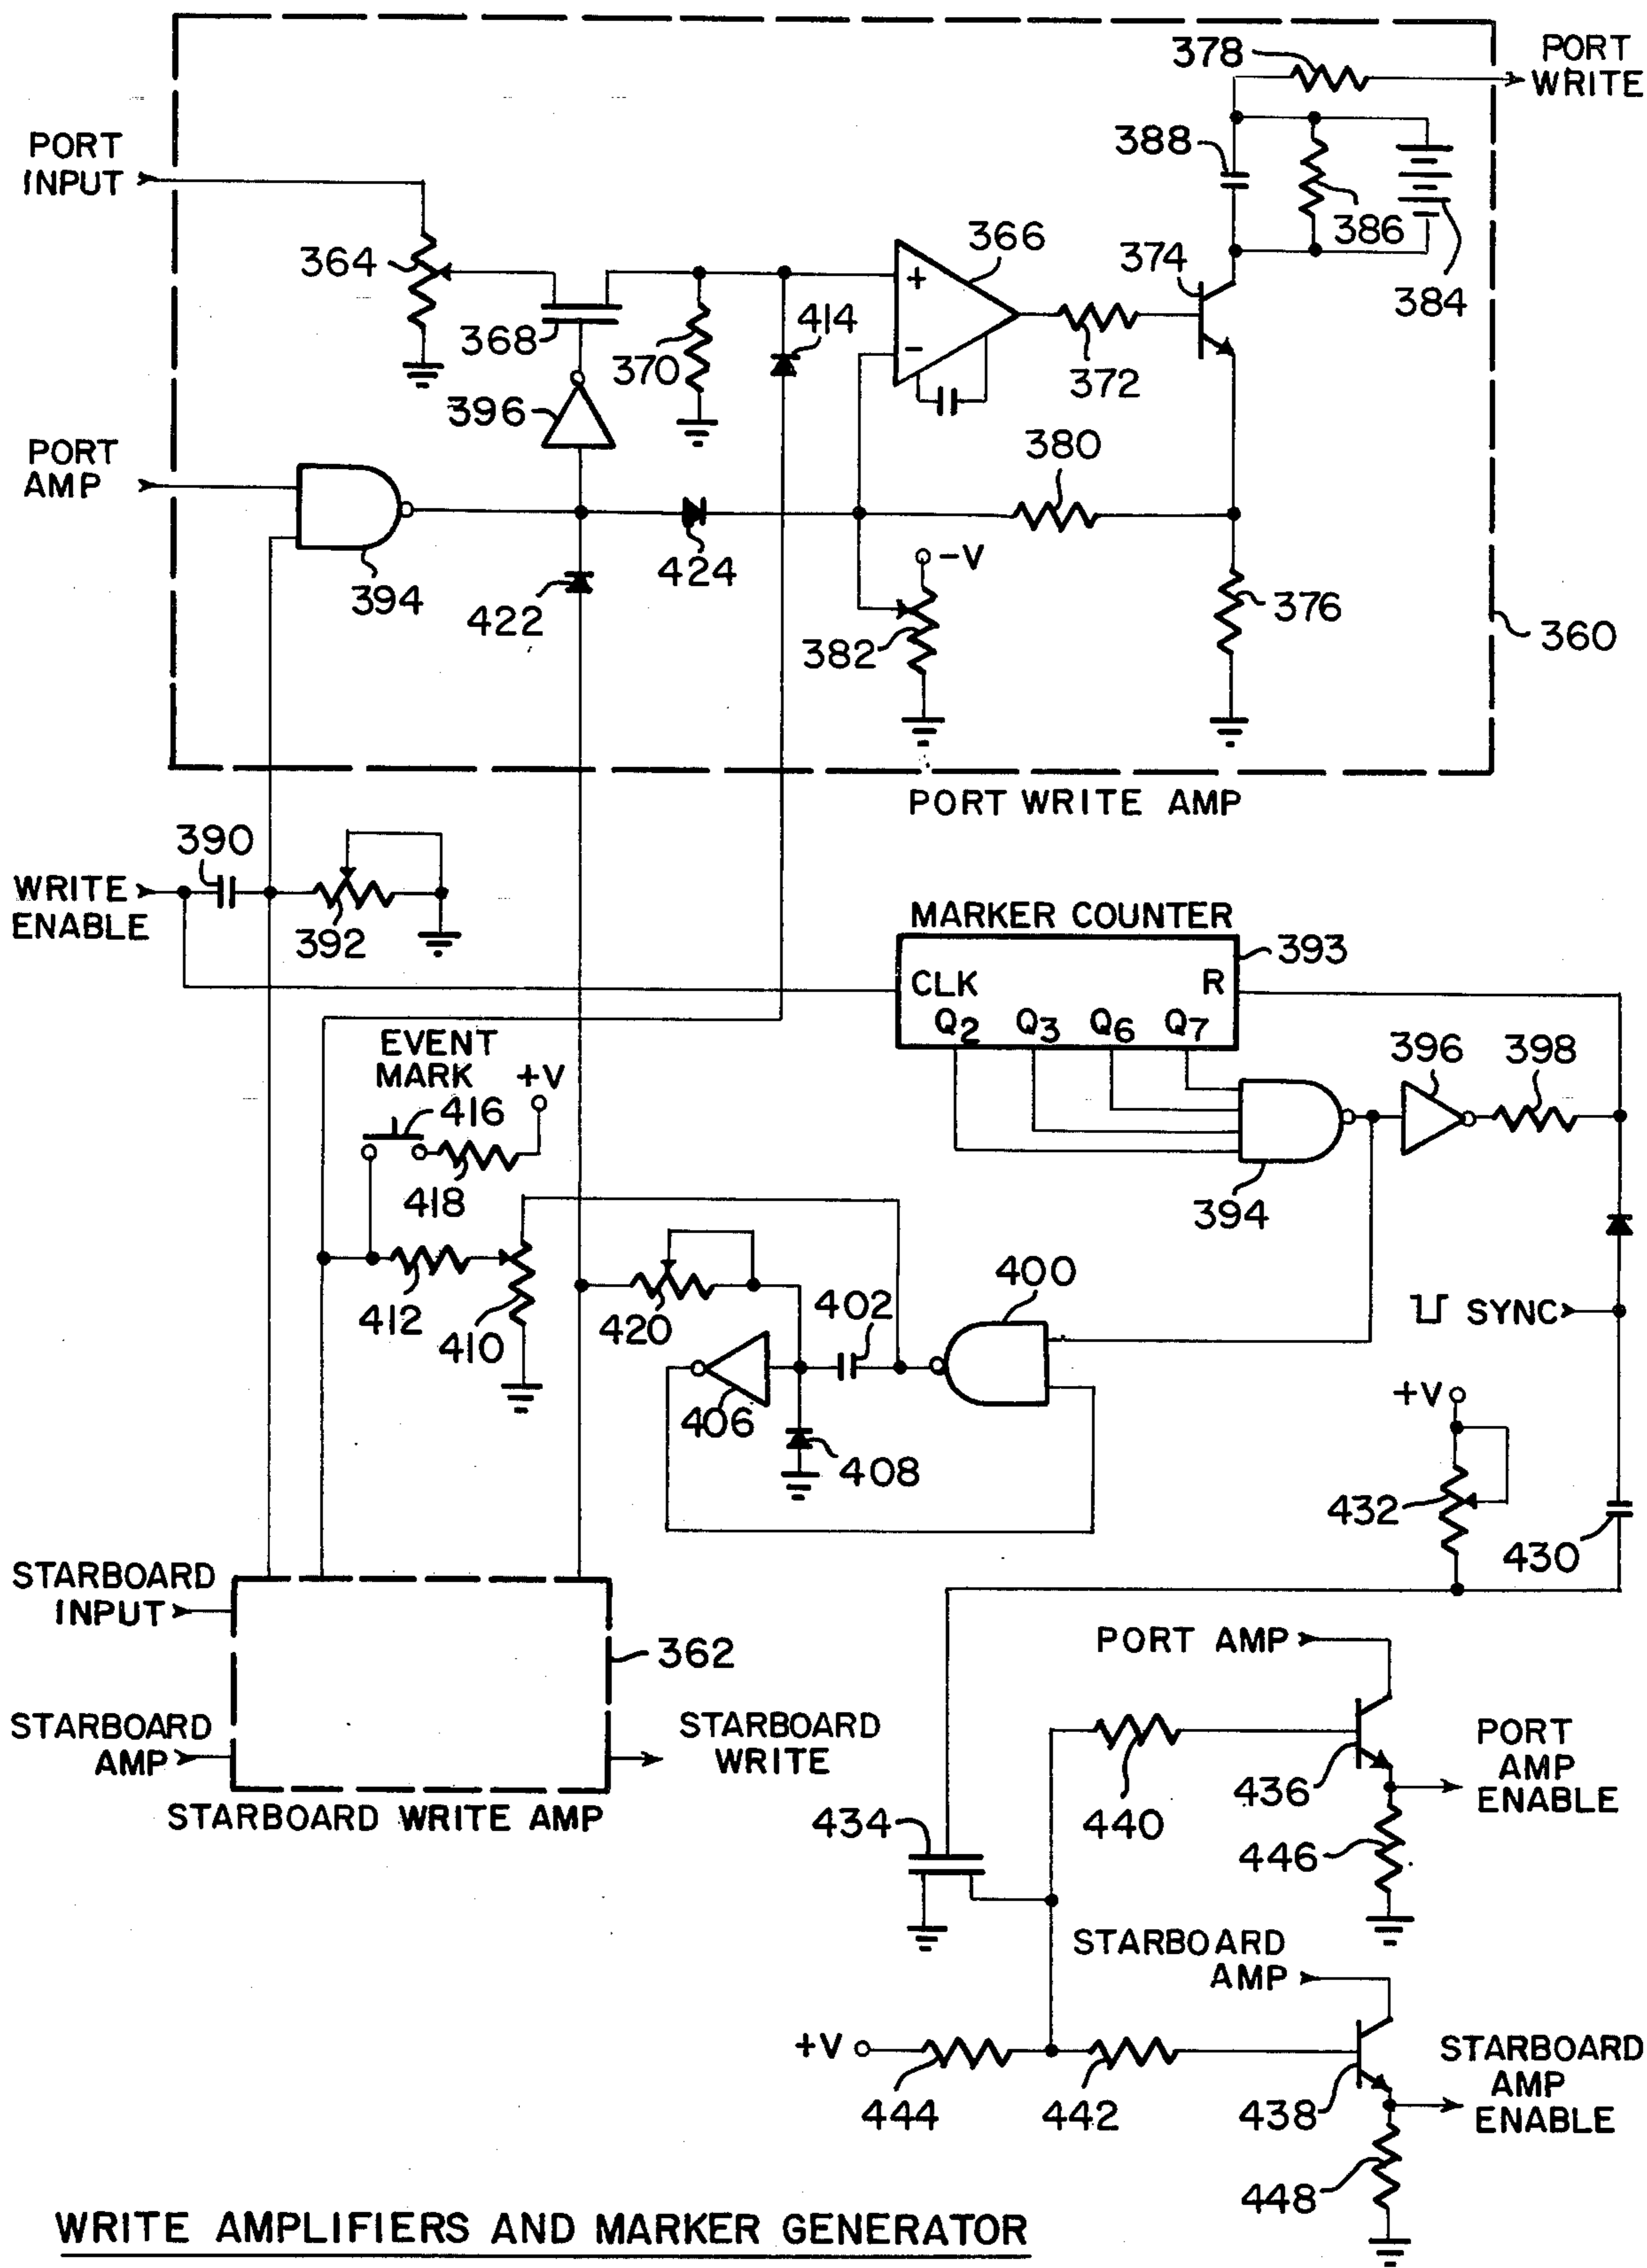 378
PORT
WRITE
388
PORT
INPUT
386
384
364
366
374
368
370
414
372
396
PORT
AMP
380
394
424
-V
422
382
376
360
PORT WRITE AMP
390
WRITE
ENABLE
392
MARKER COUNTER
393
CLK
R
Q2 Q3 Q6 Q7
EVENT
MARK
+V
416
418
396
398
394
412
410
420
402
400
SYNC
406
408
+V
432
430
STARBOARD
INPUT
362
PORT AMP
STARBOARD
AMP
STARBOARD
WRITE
STARBOARD WRITE AMP
440
436
PORT
AMP
ENABLE
434
446
STARBOARD
AMP
+V
444
442
438
STARBOARD
AMP
ENABLE
448
WRITE AMPLIFIERS AND MARKER GENERATOR
+
-